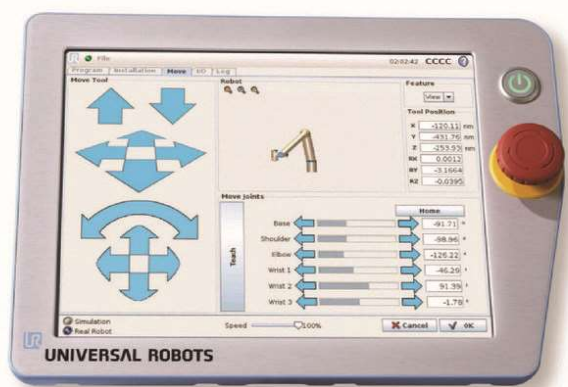 File
02:02:42 CCCC
Program Installation Move I/O Log
Move Tool
Robot
Feature
View
Tool Position
X -120.11 mm
Y -431.76 mm
Z -253.93 mm
RX 0.0012
RY -3.1664
RZ -0.0395
Move Joints
Home
Teach
Base -91.71 °
Shoulder -98.96 °
Elbow -126.22 °
Wrist 1 -46.29 °
Wrist 2 91.39 °
Wrist 3 -1.78 °
Simulation
Real Robot
Speed 100%
Cancel
OK
UR
UNIVERSAL ROBOTS